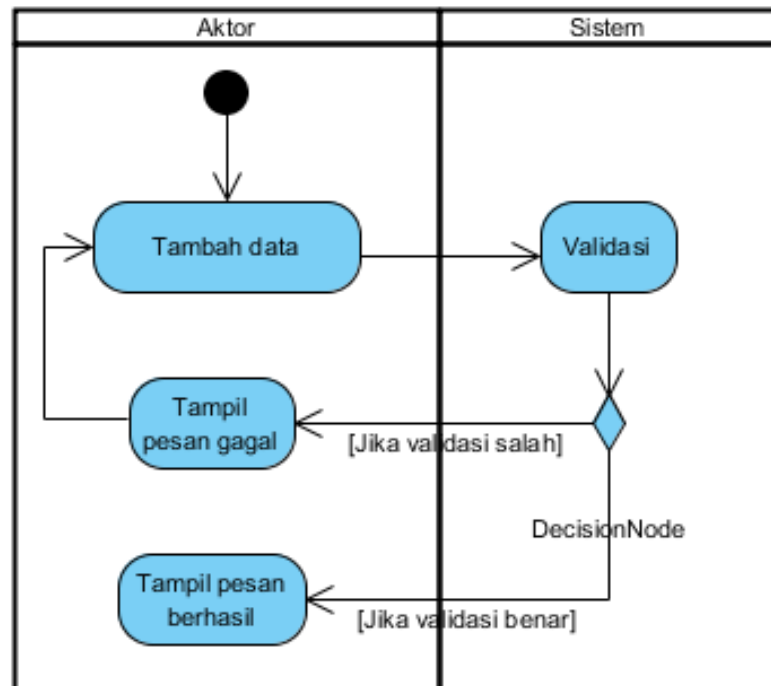 Aktor
Sistem
Tambah data
Validasi
Tampil
pesan gagal
[Jika validasi salah]
DecisionNode
Tampil pesan
berhasil
[Jika validasi benar]